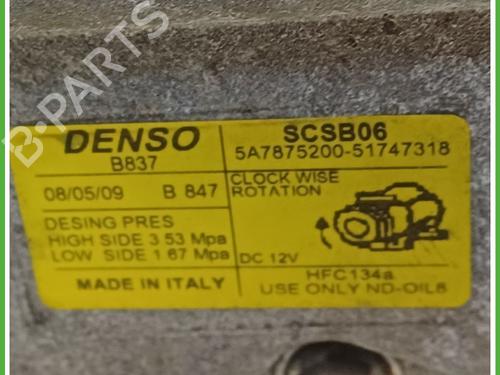 B-PARTS
DENSO
B837
SCSB06
5A7875200-51747318
08/05/09 B 847
CLOCK WISE
ROTATION
DESING PRES
HIGH SIDE 3 53 Mpa
LOW SIDE 1 67 Mpa
DC 12V
MADE IN ITALY
HFC134a
USE ONLY ND-OIL8